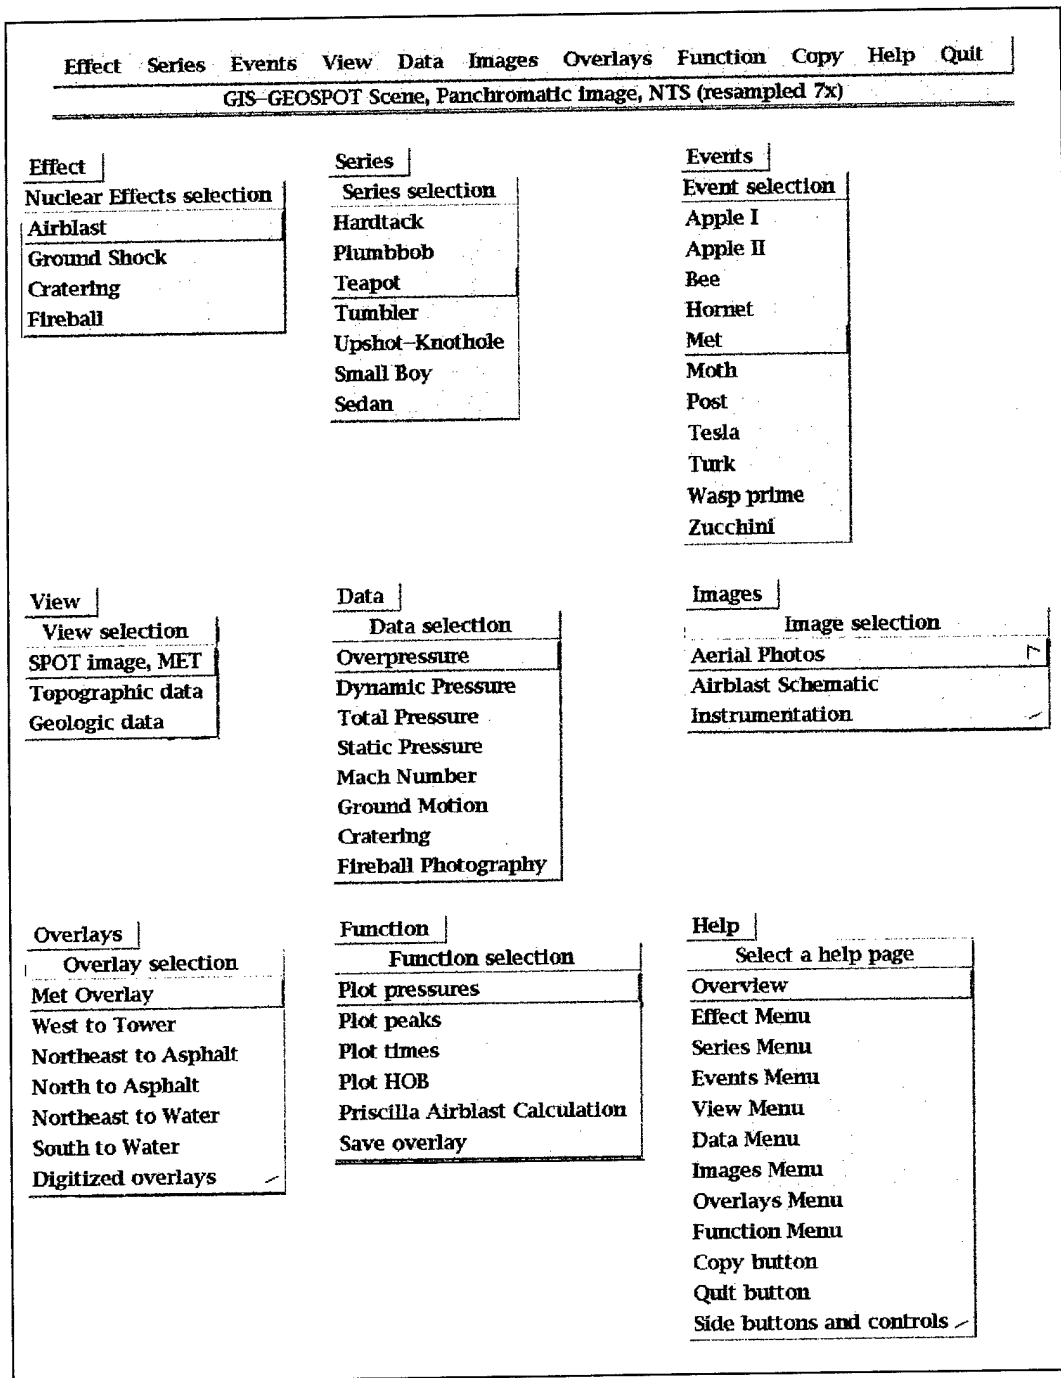 Effect Series Events View Data Images Overlays Function Copy Help Quit
GIS-GEOSPOT Scene, Panchromatic image, NTS (resampled 7x)
Effect
Nuclear Effects selection
Airblast
Ground Shock
Cratering
Fireball
Series
Series selection
Hardtack
Plumbbob
Teapot
Tumbler
Upshot-Knothole
Small Boy
Sedan
Events
Event selection
Apple I
Apple II
Bee
Hornet
Met
Moth
Post
Tesla
Turk
Wasp prime
Zucchini
View
View selection
SPOT image, MET
Topographic data
Geologic data
Data
Data selection
Overpressure
Dynamic Pressure
Total Pressure
Static Pressure
Mach Number
Ground Motion
Cratering
Fireball Photography
Images
Image selection
Aerial Photos
Airblast Schematic
Instrumentation
Overlays
Overlay selection
Met Overlay
West to Tower
Northeast to Asphalt
North to Asphalt
Northeast to Water
South to Water
Digitized overlays
Function
Function selection
Plot pressures
Plot peaks
Plot times
Plot HOB
Priscilla Airblast Calculation
Save overlay
Help
Select a help page
Overview
Effect Menu
Series Menu
Events Menu
View Menu
Data Menu
Images Menu
Overlays Menu
Function Menu
Copy button
Quit button
Side buttons and controls